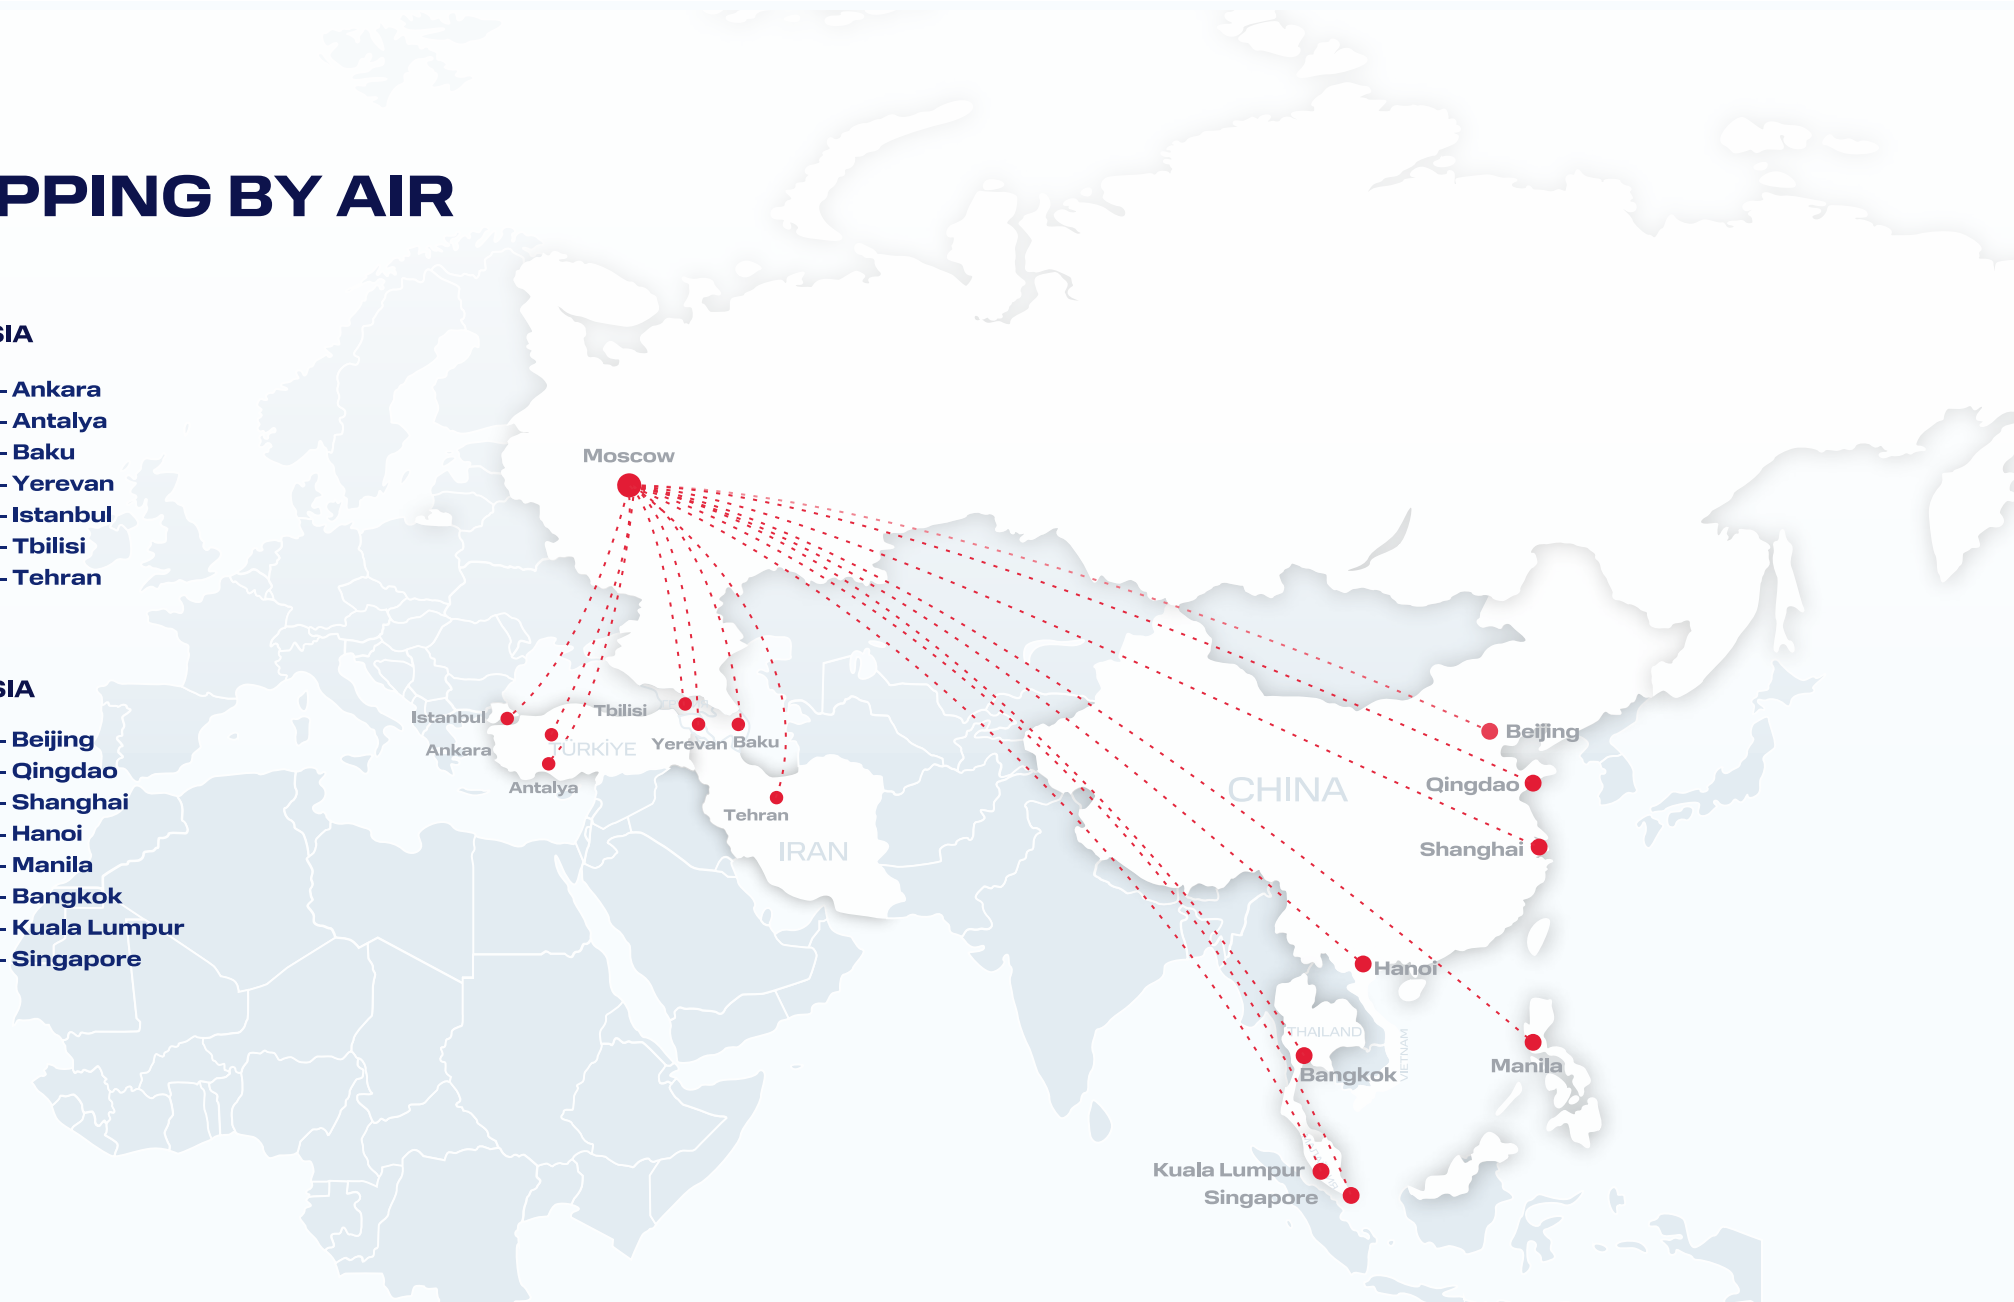 PPING BY AIR
SIA
- Ankara
- Antalya
- Baku
- Yerevan
- Istanbul
- Tbilisi
- Tehran
SIA
- Beijing
- Qingdao
- Shanghai
- Hanoi
- Manila
- Bangkok
- Kuala Lumpur
- Singapore
Moscow
Istanbul
Tbilisi
Ankara
TÜRKİYE
Yerevan
Baku
Antalya
Tehran
IRAN
CHINA
Beijing
Qingdao
Shanghai
Hanoi
THAILAND
VIETNAM
Bangkok
Manila
Kuala Lumpur
Singapore